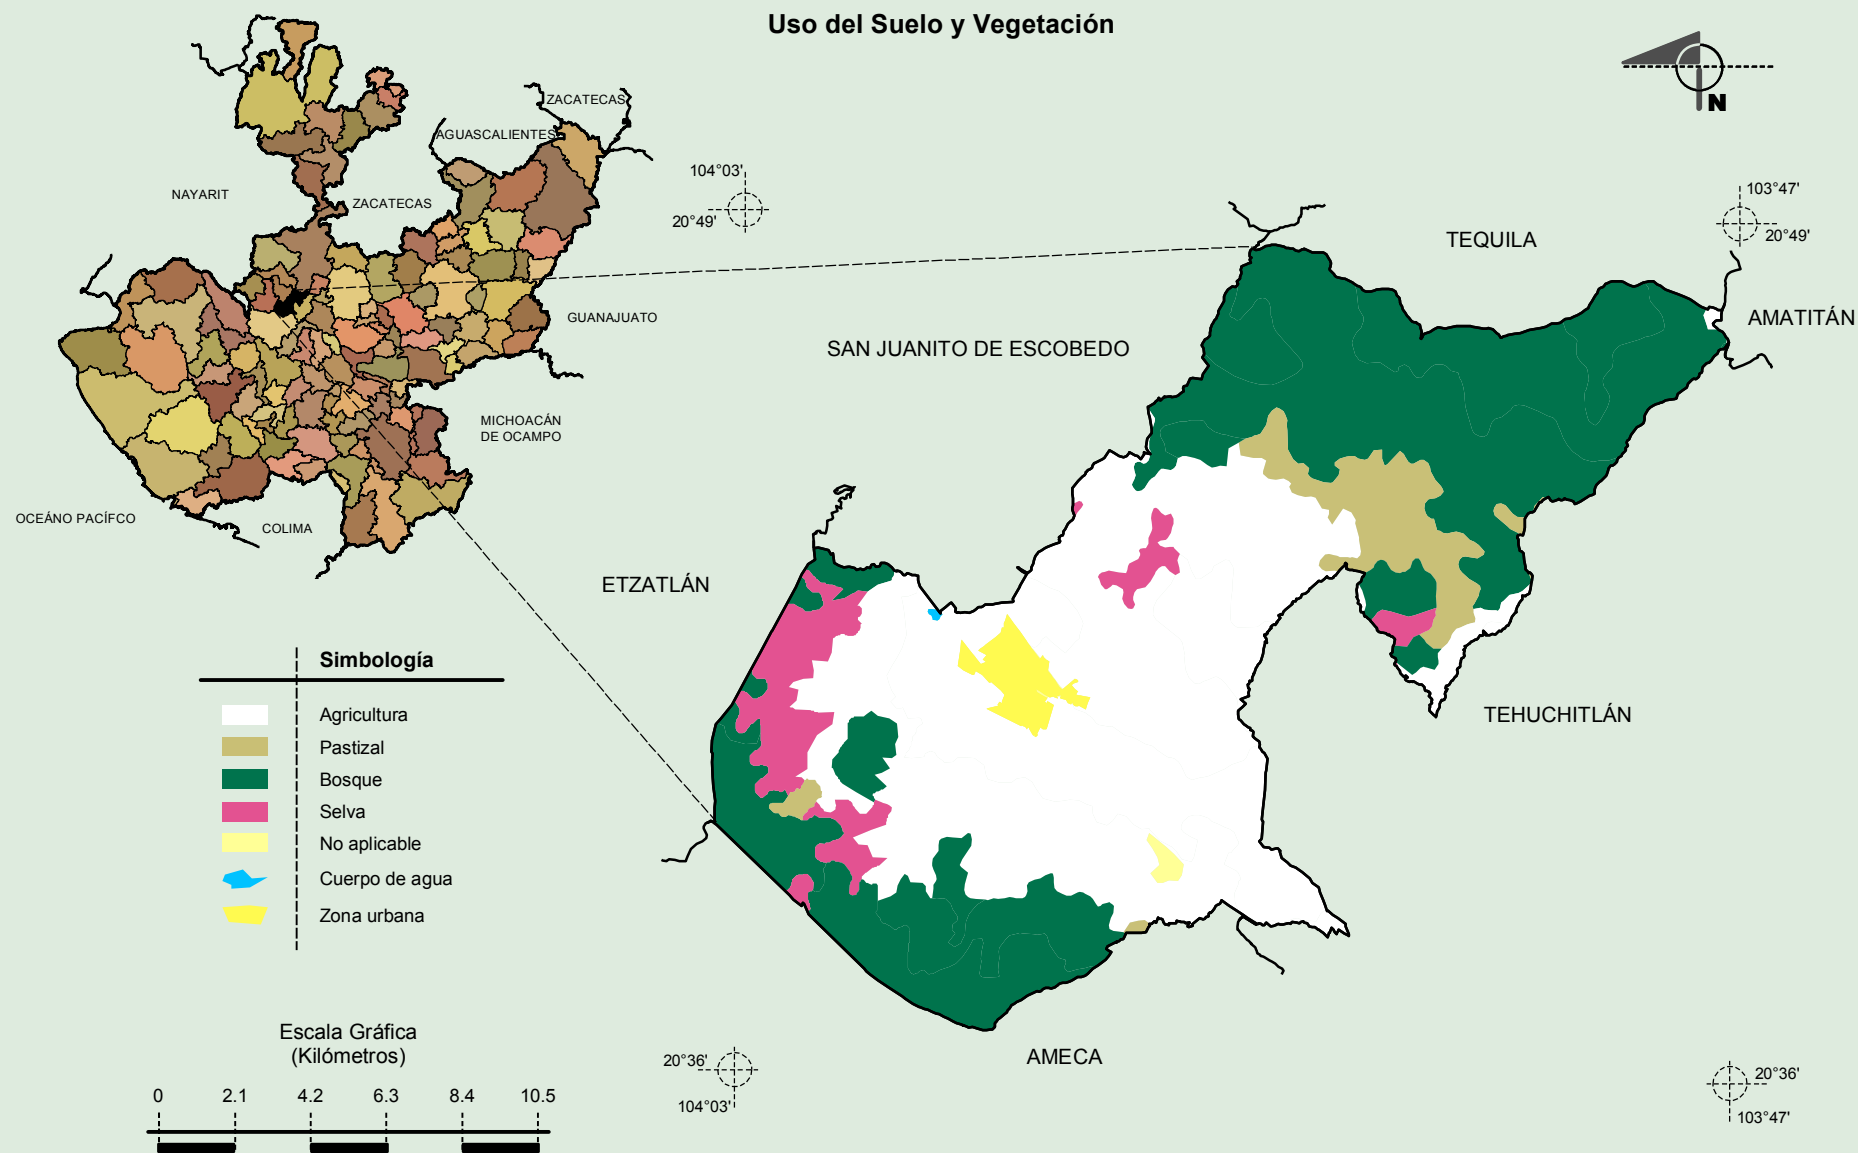 Uso del Suelo y Vegetación
N
ZACATECAS
AGUASCALIENTES
NAYARIT
ZACATECAS
GUANAJUATO
MICHOACÁN
DE OCAMPO
OCEÁNO PACÍFCO
COLIMA
104°03'
20°49'
103°47'
20°49'
TEQUILA
AMATITÁN
SAN JUANITO DE ESCOBEDO
ETZATLÁN
TEHUCHITLÁN
AMECA
Simbología
Agricultura
Pastizal
Bosque
Selva
No aplicable
Cuerpo de agua
Zona urbana
Escala Gráfica
(Kilómetros)
0 2.1 4.2 6.3 8.4 10.5
20°36'
104°03'
20°36'
103°47'